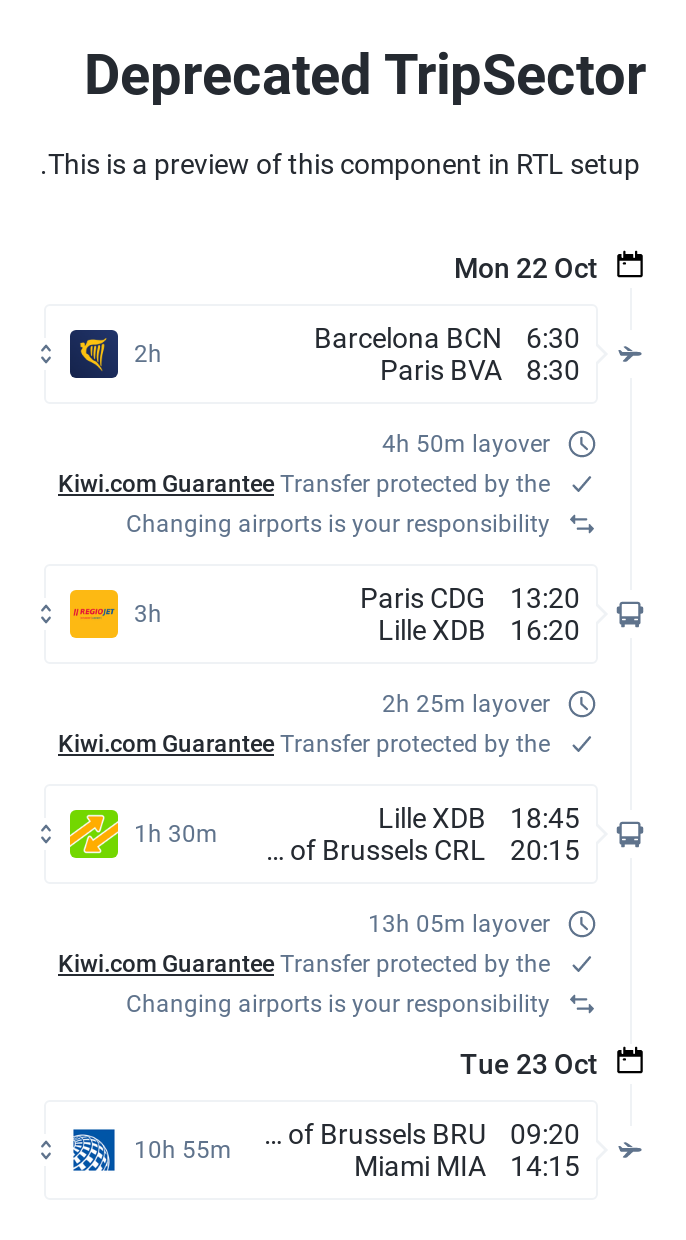 Deprecated TripSector
.This is a preview of this component in RTL setup
Mon 22 Oct
Barcelona BCN 6:30
Paris BVA 8:30
2h
4h 50m layover
Kiwi.com Guarantee Transfer protected by the
Changing airports is your responsibility
Paris CDG 13:20
Lille XDB 16:20
REGIOJET
3h
2h 25m layover
Kiwi.com Guarantee Transfer protected by the
Lille XDB 18:45
... of Brussels CRL 20:15
1h 30m
13h 05m layover
Kiwi.com Guarantee Transfer protected by the
Changing airports is your responsibility
Tue 23 Oct
... of Brussels BRU 09:20
Miami MIA 14:15
10h 55m